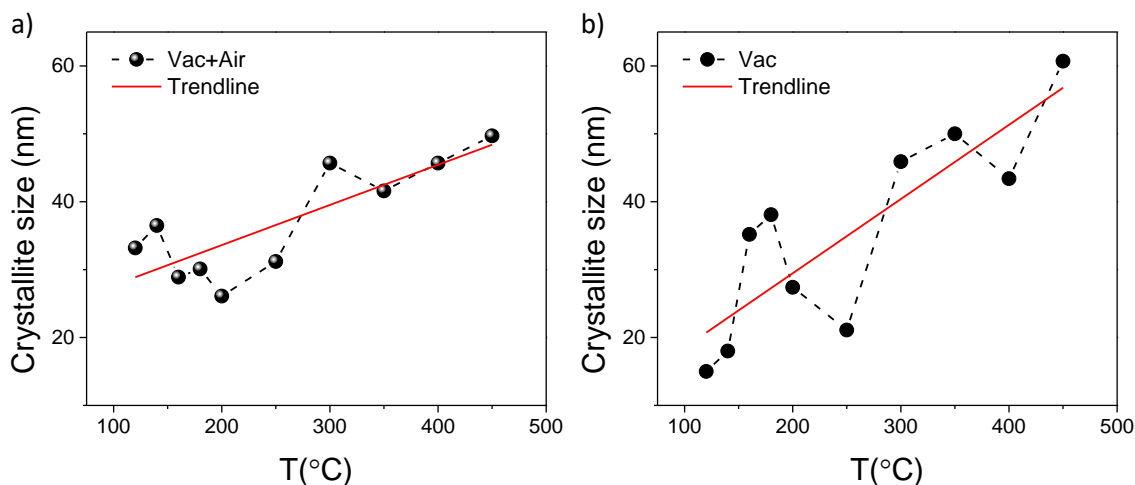 a)
Vac+Air
Trendline
60
40
20
Crystallite size (nm)
100 200 300 400 500
T(°C)
b)
Vac
Trendline
60
40
20
Crystallite size (nm)
100 200 300 400 500
T(°C)